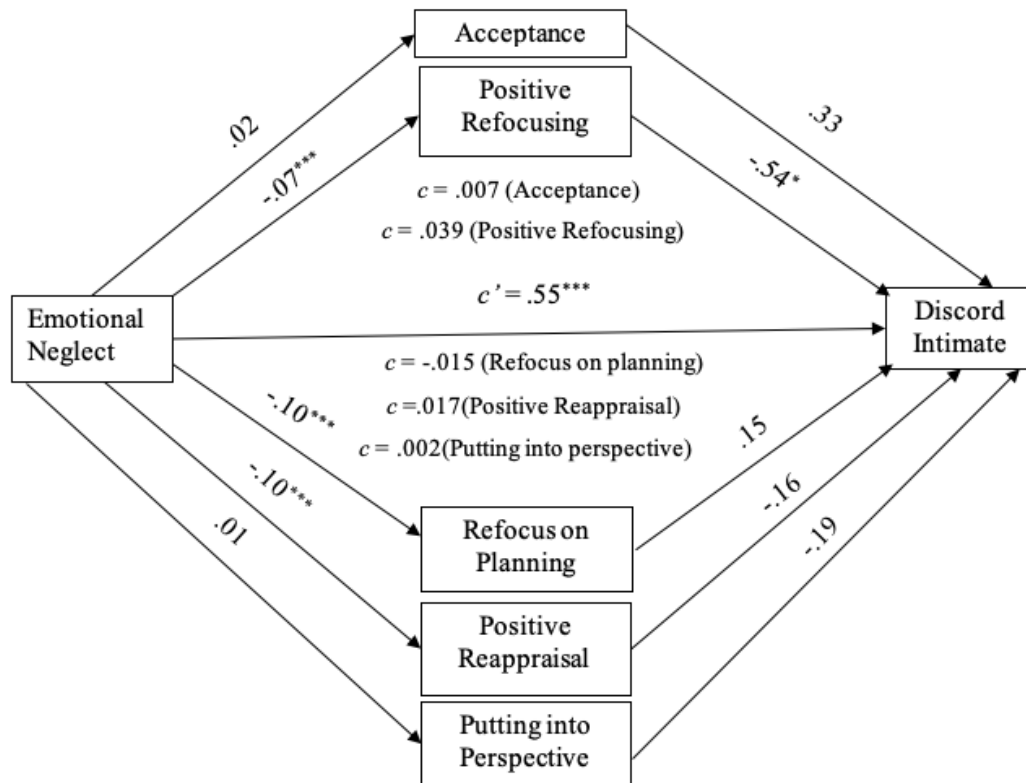 Acceptance
Positive
Refocusing
.02
-.07***
.33
-.54*
c = .007 (Acceptance)
c = .039 (Positive Refocusing)
c’ = .55***
Emotional
Neglect
Discord
Intimate
c = -.015 (Refocus on planning)
c =.017(Positive Reappraisal)
c = .002(Putting into perspective)
-.10***
-.10***
.01
.15
-.16
-.19
Refocus on
Planning
Positive
Reappraisal
Putting into
Perspective